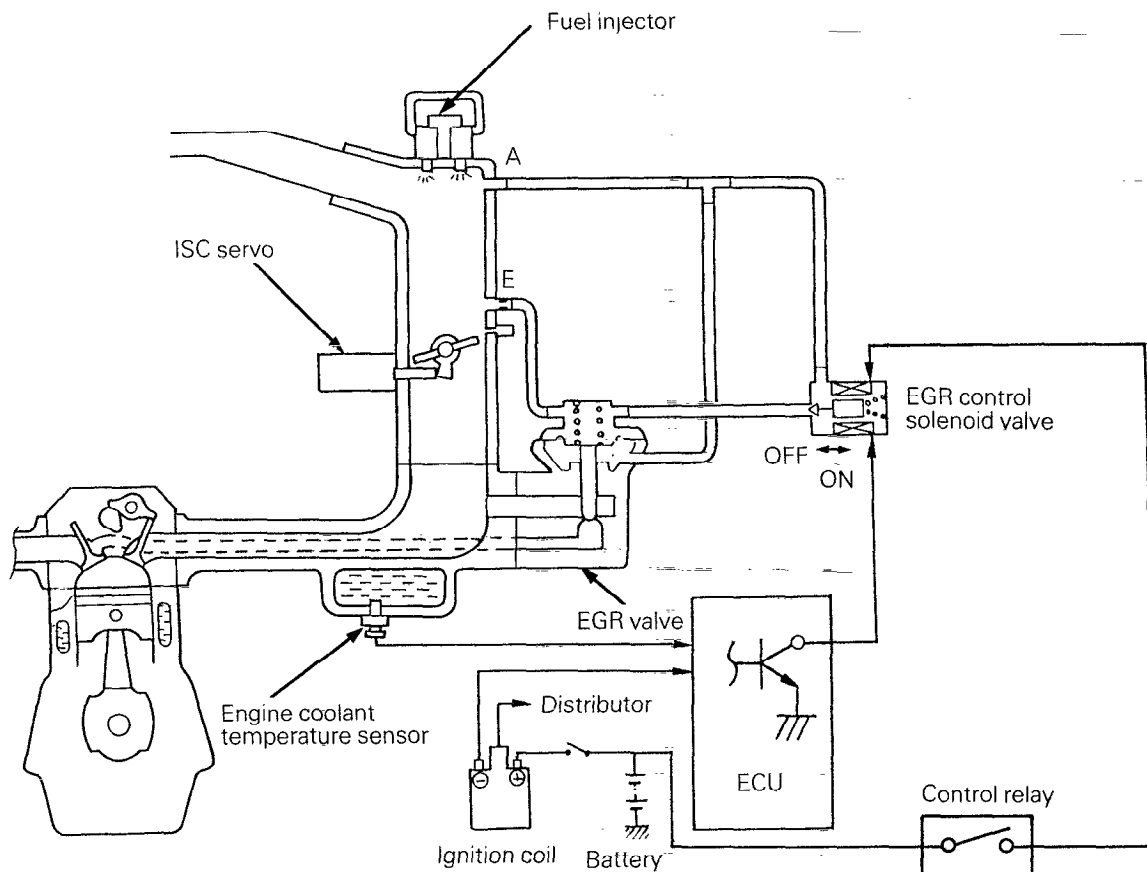 Fuel injector
A
ISC servo
E
EGR control
solenoid valve
OFF
ON
EGR valve
Engine coolant
temperature sensor
Distributor
ECU
Control relay
Ignition coil
Battery